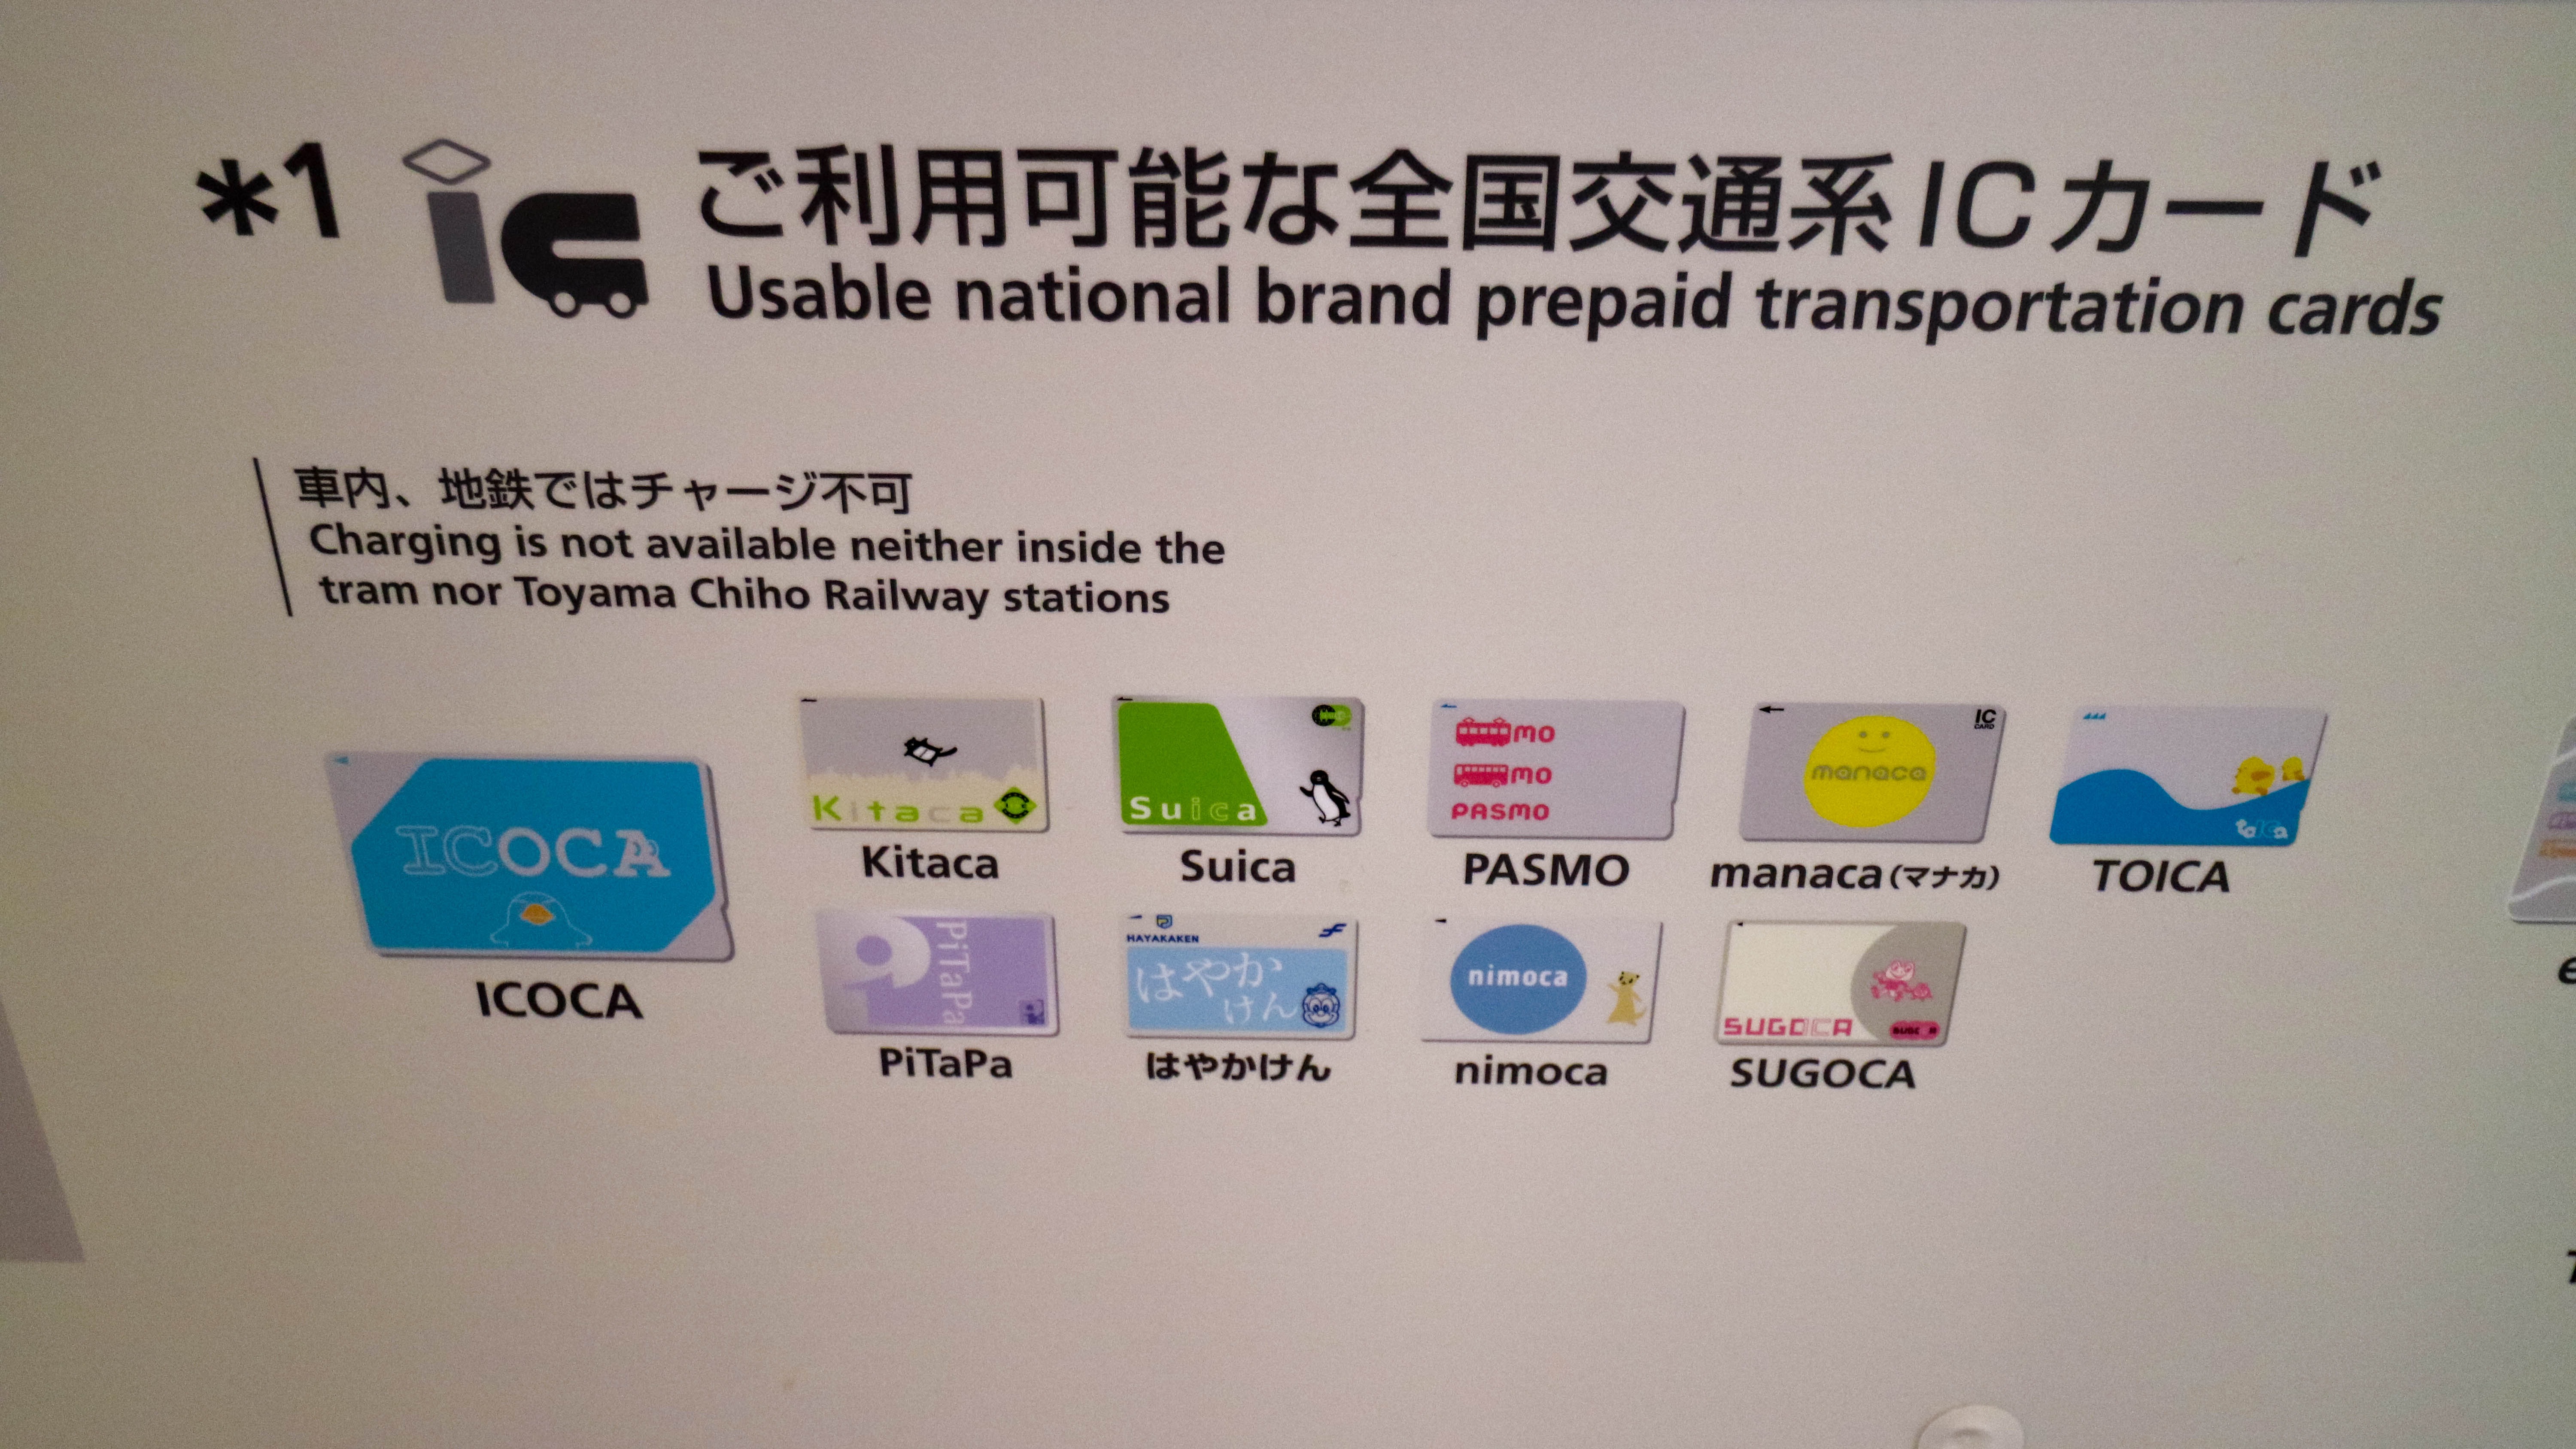 *1 ic ご利用可能な全国交通系ICカード
Usable national brand prepaid transportation cards
車内、地鉄ではチャージ不可
Charging is not available neither inside the
tram nor Toyama Chiho Railway stations
ICOCA
ICOCA
Kitaca
Kitaca
Suica
Suica
mo
mo
PASMO
PASMO
IC
CARD
manaca
manaca(マナカ)
TOICA
TOICA
PiTaPa
PiTaPa
HAYAKAKEN
はやか
けん
はやかけん
nimoca
nimoca
SUGOCA
SUGOCA
SUGOCA